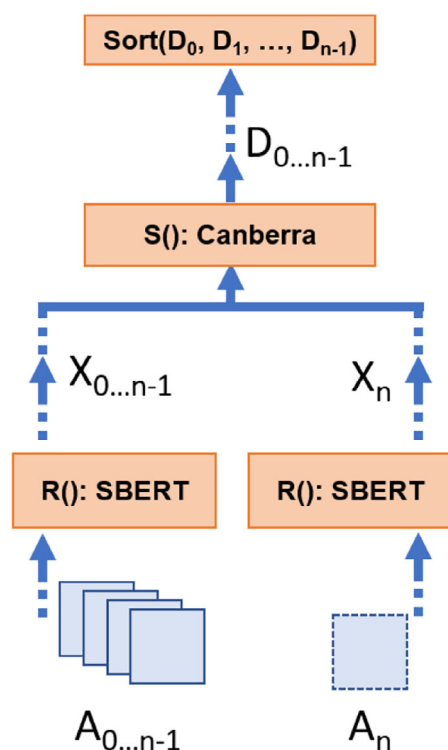 Sort(D₀, D₁, ..., Dₙ₋₁)
D₀...ₙ₋₁
S(): Canberra
X₀...ₙ₋₁ Xₙ
R(): SBERT R(): SBERT
A₀...ₙ₋₁ Aₙ